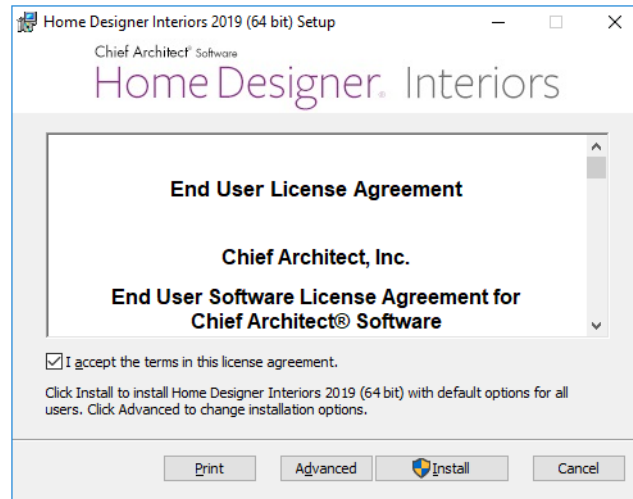 Home Designer Interiors 2019 (64 bit) Setup
Chief Architect® Software
Home Designer® Interiors
End User License Agreement
Chief Architect, Inc.
End User Software License Agreement for
Chief Architect® Software
I accept the terms in this license agreement.
Click Install to install Home Designer Interiors 2019 (64 bit) with default options for all
users. Click Advanced to change installation options.
Print Advanced Install Cancel